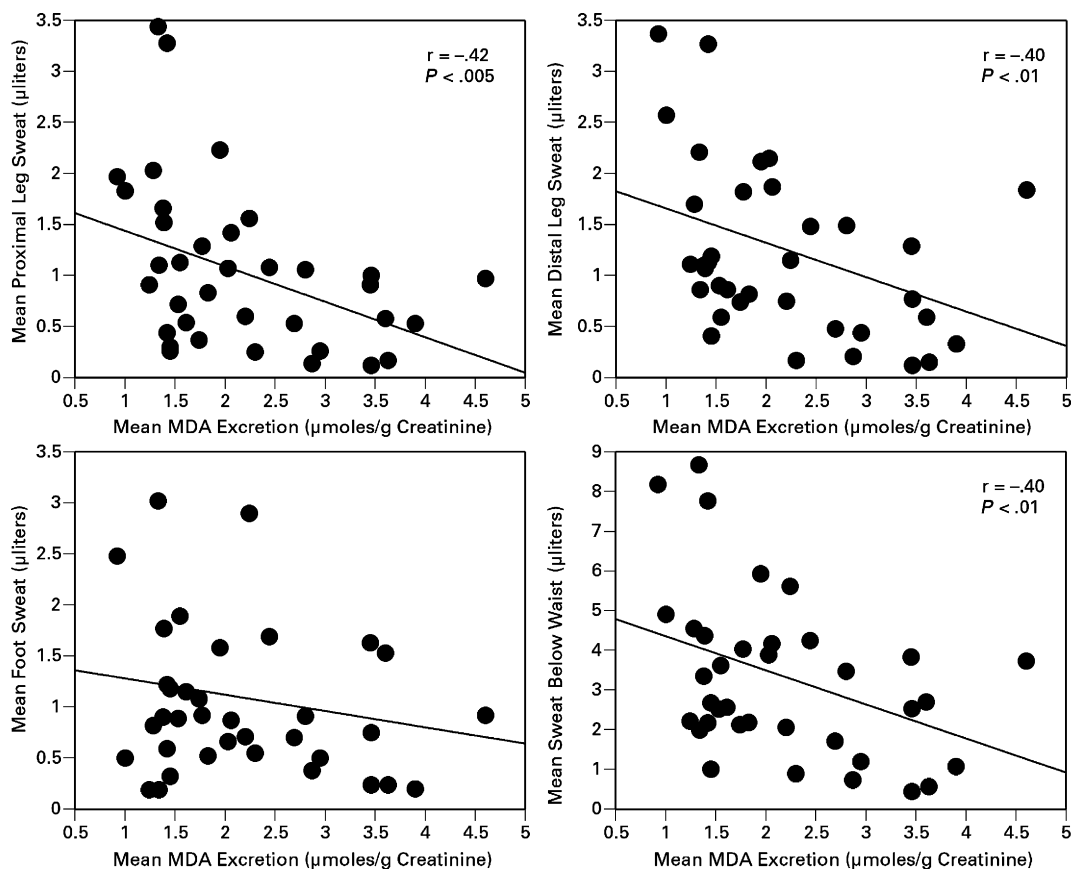 3.5
3
2.5
2
1.5
1
0.5
0
Mean Proximal Leg Sweat (μliters)
r = –.42
P < .005
0.5 1 1.5 2 2.5 3 3.5 4 4.5 5
Mean MDA Excretion (μmoles/g Creatinine)
3.5
3
2.5
2
1.5
1
0.5
0
Mean Distal Leg Sweat (μliters)
r = –.40
P < .01
0.5 1 1.5 2 2.5 3 3.5 4 4.5 5
Mean MDA Excretion (μmoles/g Creatinine)
3.5
3
2.5
2
1.5
1
0.5
0
Mean Foot Sweat (μliters)
0.5 1 1.5 2 2.5 3 3.5 4 4.5 5
Mean MDA Excretion (μmoles/g Creatinine)
9
8
7
6
5
4
3
2
1
0
Mean Sweat Below Waist (μliters)
r = –.40
P < .01
0.5 1 1.5 2 2.5 3 3.5 4 4.5 5
Mean MDA Excretion (μmoles/g Creatinine)